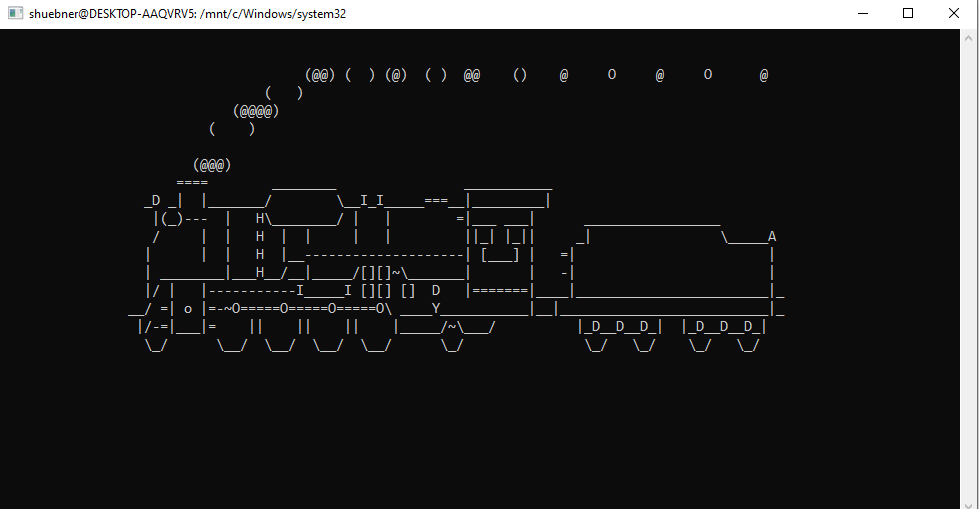 shuebner@DESKTOP-AAQVRV5: /mnt/c/Windows/system32
                      (@@) (  ) (@)  ( )  @@    ()    @     O     @     O      @
                 (   )
             (@@@@)
          (    )

        (@@@)
      ====        ________                ___________
  _D _|  |_______/        \__I_I_____===__|_________|
   |(_)---  |   H\________/ |   |        =|___ ___|      _________________
   /     |  |   H  |  |     |   |         ||_| |_||     _|                \_____A
  |      |  |   H  |__--------------------| [___] |   =|                        |
  | ________|___H__/__|_____/[][]~\_______|       |   -|                        |
  |/ |   |-----------I_____I [][] []  D   |=======|____|________________________|_
__/ =| o |=-~O=====O=====O=====O\ ____Y___________|__|__________________________|_
 |/-=|___|=    ||    ||    ||    |_____/~\___/          |_D__D__D_|  |_D__D__D_|
  \_/      \__/  \__/  \__/  \__/      \_/               \_/   \_/    \_/   \_/